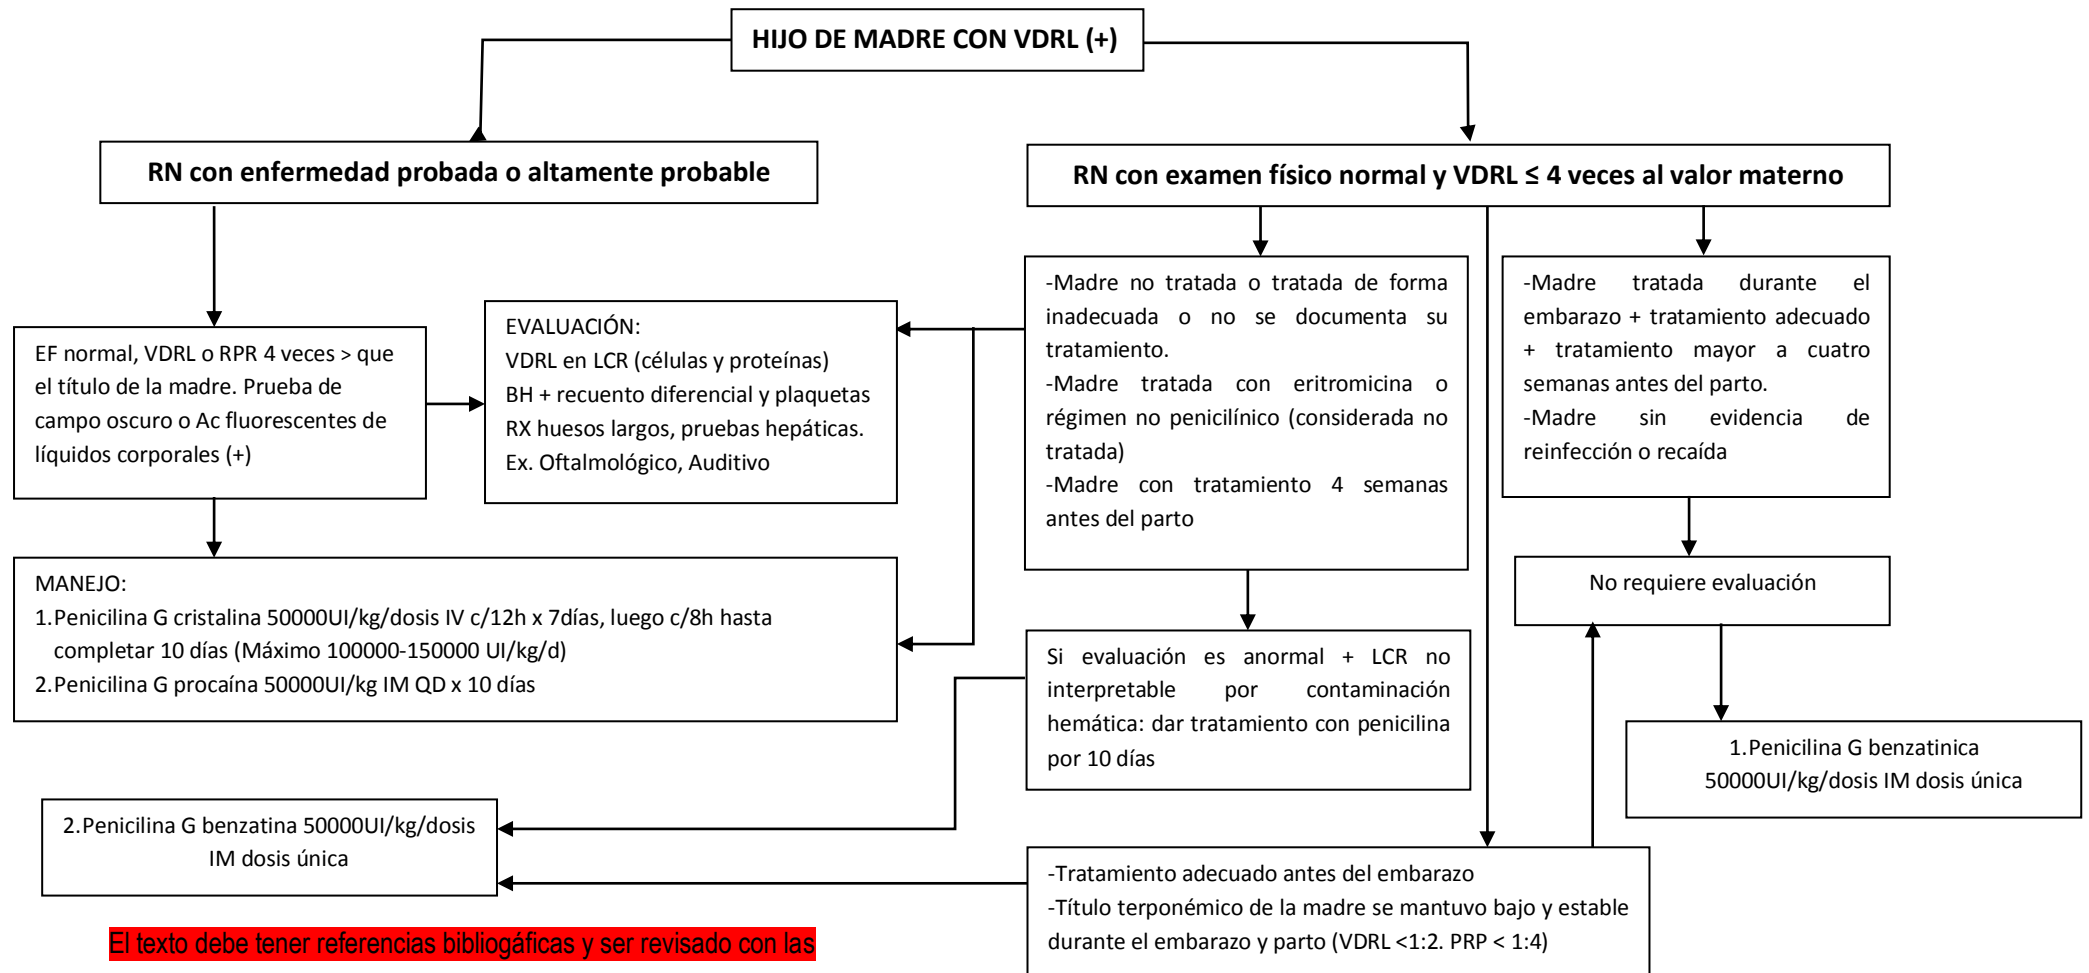 HIJO DE MADRE CON VDRL (+)
RN con enfermedad probada o altamente probable
RN con examen físico normal y VDRL ≤ 4 veces al valor materno
EF normal, VDRL o RPR 4 veces > que
el título de la madre. Prueba de
campo oscuro o Ac fluorescentes de
líquidos corporales (+)
EVALUACIÓN:
VDRL en LCR (células y proteínas)
BH + recuento diferencial y plaquetas
RX huesos largos, pruebas hepáticas.
Ex. Oftalmológico, Auditivo
-Madre no tratada o tratada de forma
inadecuada o no se documenta su
tratamiento.
-Madre tratada con eritromicina o
régimen no penicilínico (considerada no
tratada)
-Madre con tratamiento 4 semanas
antes del parto
-Madre tratada durante el
embarazo + tratamiento adecuado
+ tratamiento mayor a cuatro
semanas antes del parto.
-Madre sin evidencia de
reinfección o recaída
MANEJO:
1.Penicilina G cristalina 50000UI/kg/dosis IV c/12h x 7días, luego c/8h hasta
completar 10 días (Máximo 100000-150000 UI/kg/d)
2.Penicilina G procaína 50000UI/kg IM QD x 10 días
No requiere evaluación
Si evaluación es anormal + LCR no
interpretable por contaminación
hemática: dar tratamiento con penicilina
por 10 días
1.Penicilina G benzatinica
50000UI/kg/dosis IM dosis única
2.Penicilina G benzatina 50000UI/kg/dosis
IM dosis única
-Tratamiento adecuado antes del embarazo
-Título terponémico de la madre se mantuvo bajo y estable
durante el embarazo y parto (VDRL <1:2. PRP < 1:4)
El texto debe tener referencias bibliogáficas y ser revisado con las